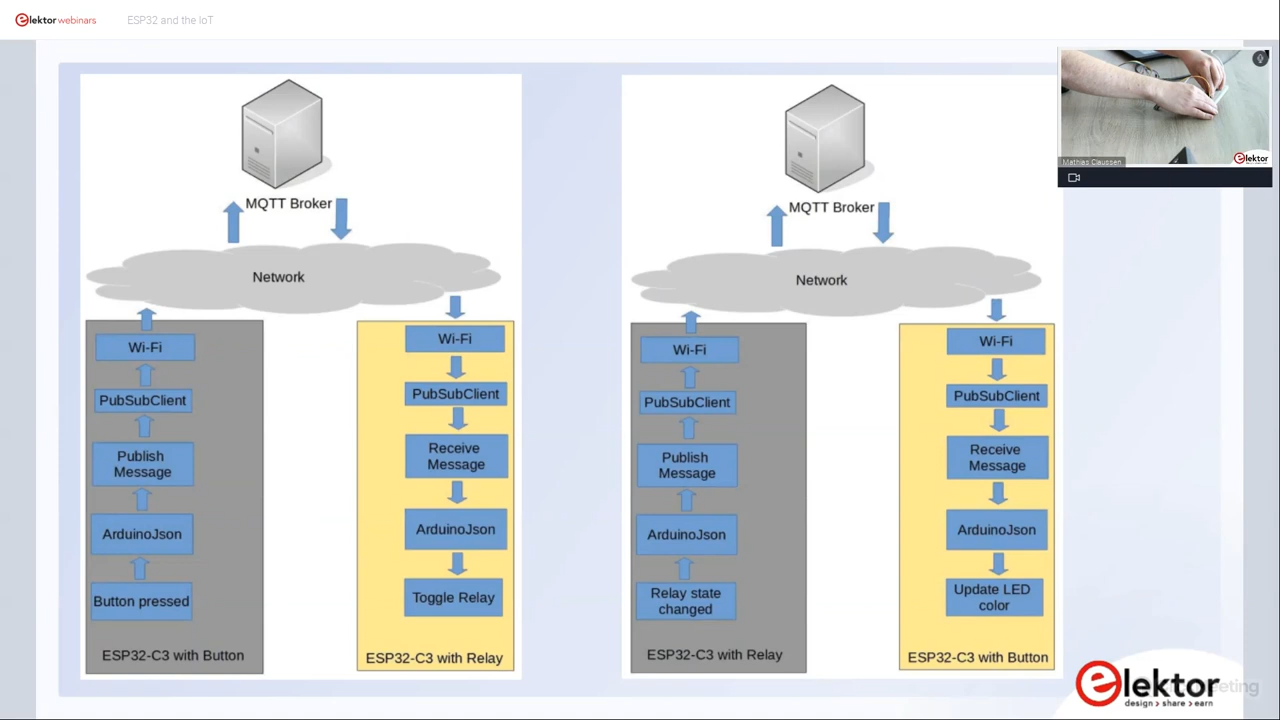 elektor webinars
ESP32 and the IoT
MQTT Broker
Network
Wi-Fi
PubSubClient
Publish
Message
ArduinoJson
Button pressed
ESP32-C3 with Button
Wi-Fi
PubSubClient
Receive
Message
ArduinoJson
Toggle Relay
ESP32-C3 with Relay
MQTT Broker
Network
Wi-Fi
PubSubClient
Publish
Message
ArduinoJson
Relay state
changed
ESP32-C3 with Relay
Wi-Fi
PubSubClient
Receive
Message
ArduinoJson
Update LED
color
ESP32-C3 with Button
Mathias Claussen
elektor
elektor
design > share > earn